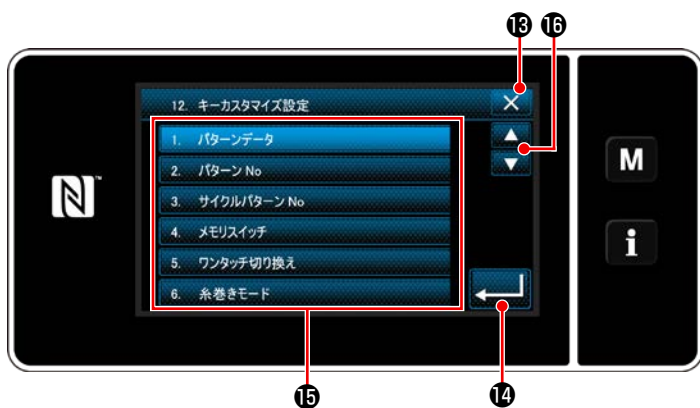 ⓭ ⓰
12. キーカスタマイズ設定
1. パターンデータ
2. パターン No
3. サイクルパターン No
4. メモリスイッチ
5. ワンタッチ切り換え
6. 糸巻きモード
M
i
⓯ ⓮